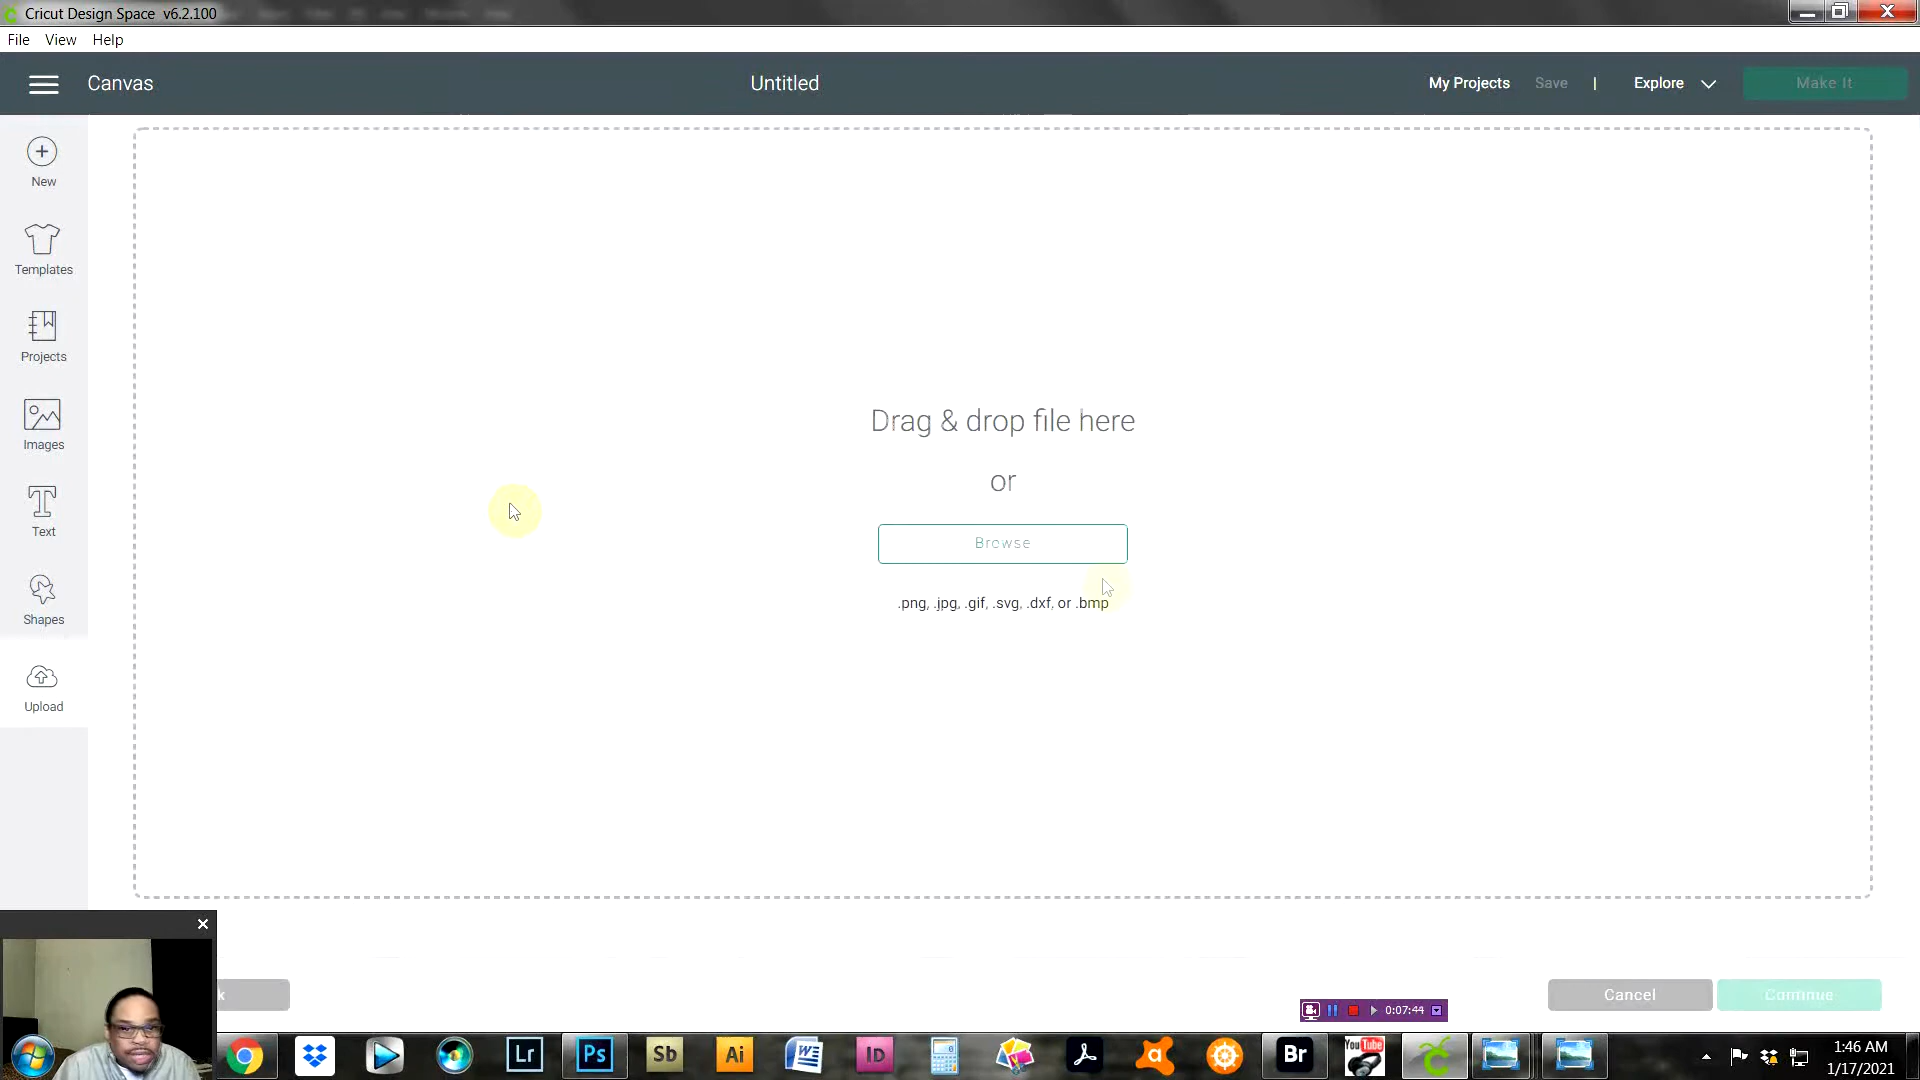 Cricut Design Space v6.2.100
File View Help
Canvas
Untitled
My Projects Save | Explore Make It
New
Templates
Projects
Images
Text
Shapes
Upload
Drag & drop file here
or
Browse
.png, .jpg, .gif, .svg, .dxf, or .bmp
k
Cancel
Continue
0:07:44
Lr
Ps
Sb
Ai
W
ID
a
Br
You Tube
1:46 AM
1/17/2021